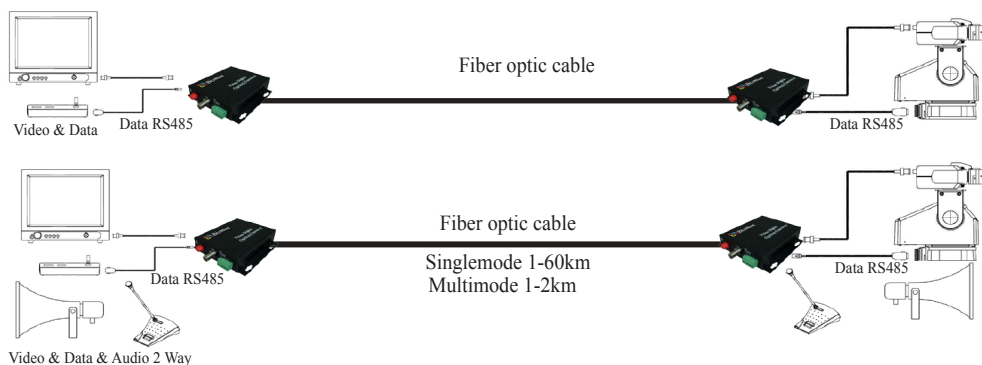 Fiber optic cable
Video & Data
Data RS485
Data RS485
Fiber optic cable
Singlemode 1-60km
Multimode 1-2km
Data RS485
Data RS485
Video & Data & Audio 2 Way